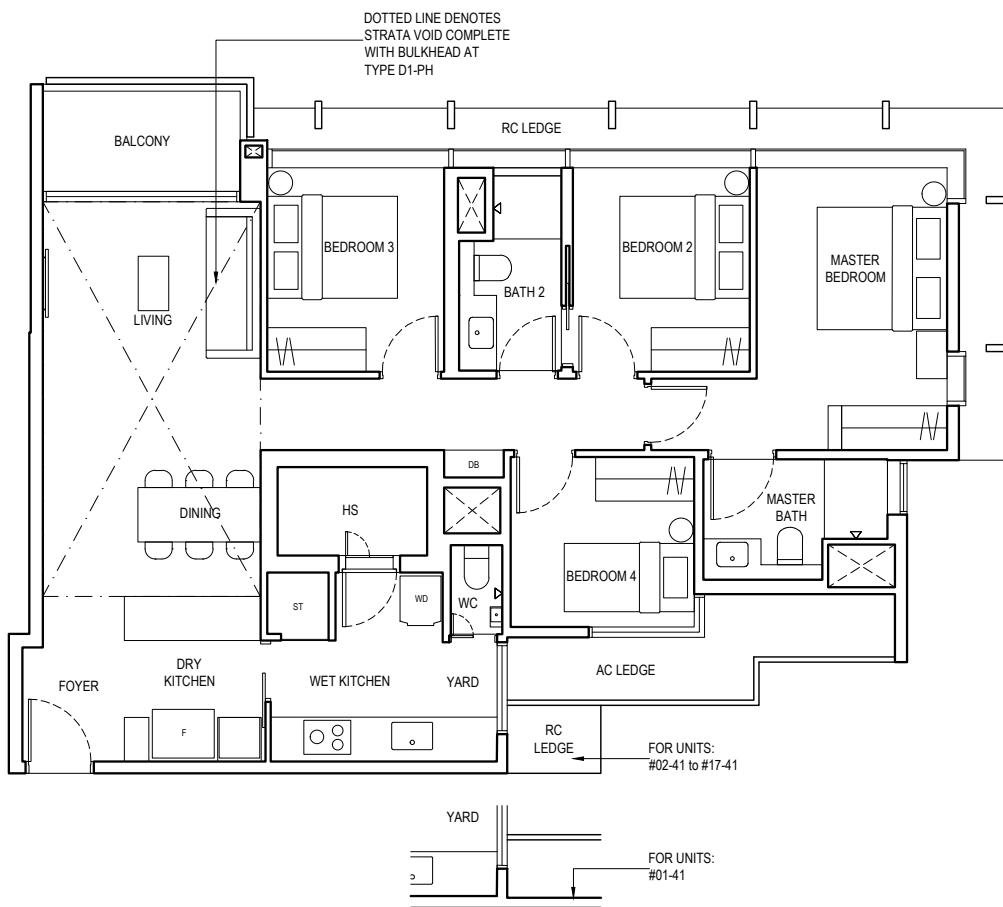 DOTTED LINE DENOTES
STRATA VOID COMPLETE
WITH BULKHEAD AT
TYPE D1-PH
RC LEDGE
BALCONY
BEDROOM 3
BEDROOM 2
MASTER
BEDROOM
BATH 2
LIVING
DB
MASTER
BATH
HS
DINING
BEDROOM 4
ST
WD
WC
AC LEDGE
DRY
KITCHEN
FOYER
WET KITCHEN
YARD
F
RC
LEDGE
FOR UNITS:
#02-41 to #17-41
YARD
FOR UNITS:
#01-41